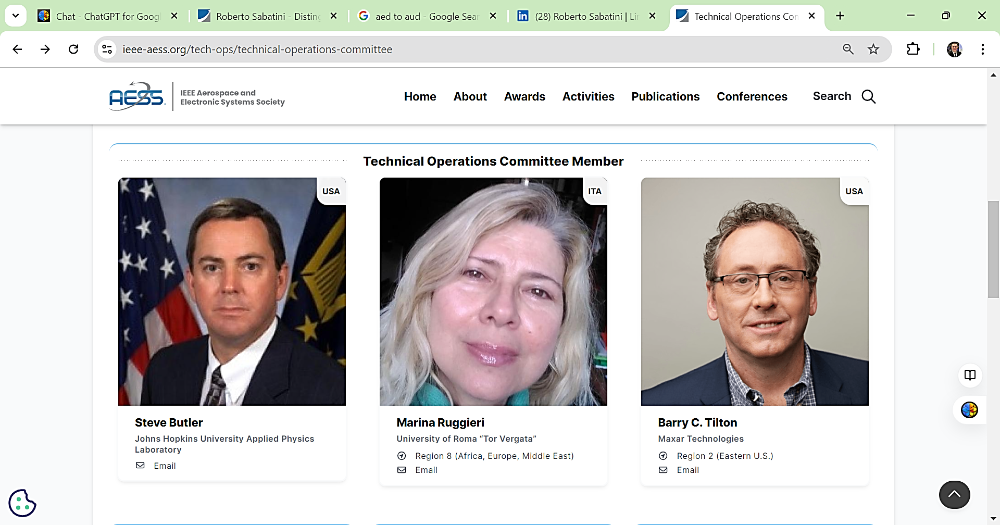 Chat - ChatGPT for Goog
Roberto Sabatini - Distin
aed to aud - Google Sear
(28) Roberto Sabatini | Li
Technical Operations Con
ieee-aess.org/tech-ops/technical-operations-committee
AESS
IEEE Aerospace and
Electronic Systems Society
Home About Awards Activities Publications Conferences Search
Technical Operations Committee Member
USA
ITA
USA
Steve Butler
Johns Hopkins University Applied Physics
Laboratory
Email
Marina Ruggieri
University of Roma “Tor Vergata”
Region 8 (Africa, Europe, Middle East)
Email
Barry C. Tilton
Maxar Technologies
Region 2 (Eastern U.S.)
Email